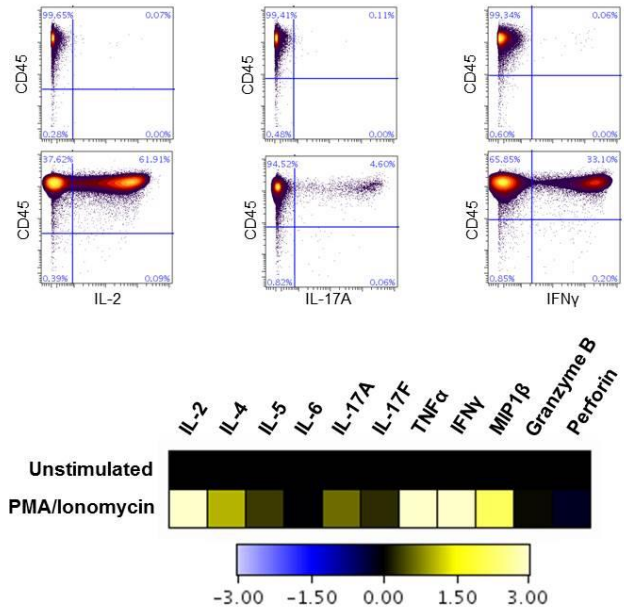 99.65% 0.07% 99.41% 0.11% 99.34% 0.06%
CD45 CD45 CD45
0.28% 0.00% 0.48% 0.00% 0.60% 0.00%
37.62% 61.91% 94.52% 4.60% 65.85% 33.10%
CD45 CD45 CD45
0.39% 0.09% 0.82% 0.06% 0.85% 0.20%
IL-2 IL-17A IFNγ
IL-2 IL-4 IL-5 IL-6 IL-17A IL-17F TNFα IFNγ MIP1β Granzyme B Perforin
Unstimulated
PMA/Ionomycin
−3.00 −1.50 0.00 1.50 3.00